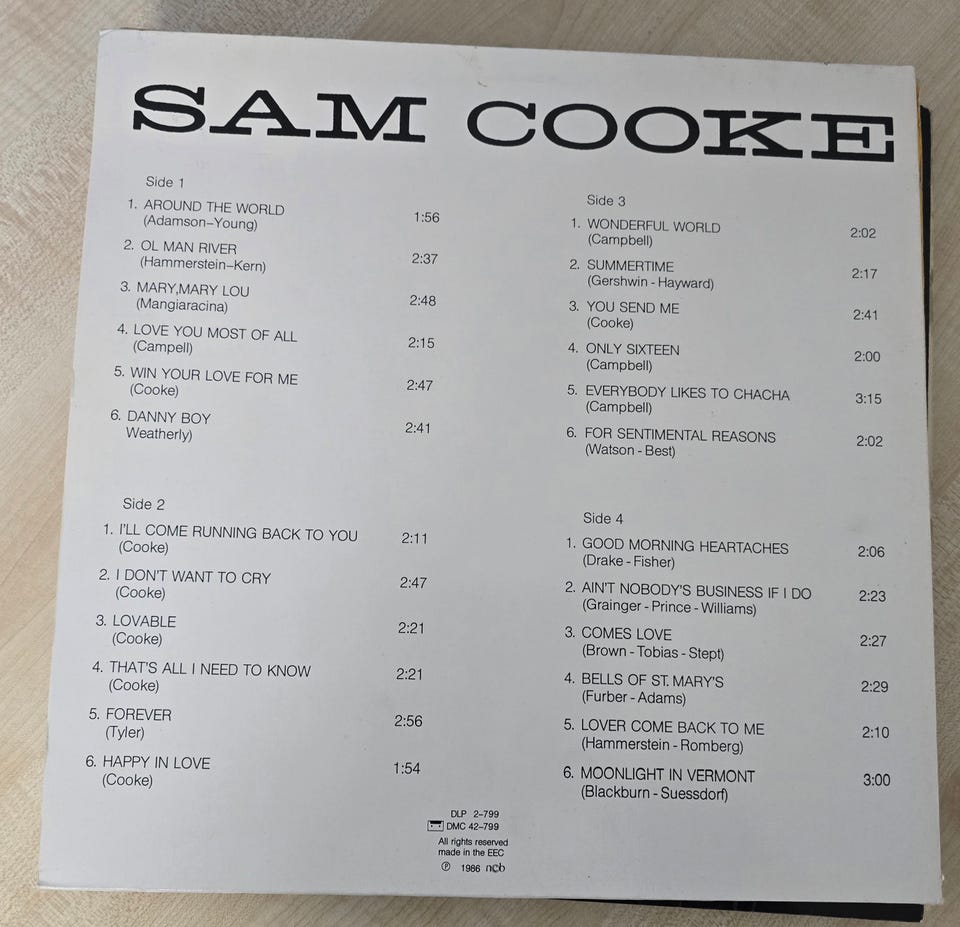 SAM COOKE
Side 1
1. AROUND THE WORLD 1:56
(Adamson–Young)
2. OL MAN RIVER 2:37
(Hammerstein–Kern)
3. MARY,MARY LOU 2:48
(Mangiaracina)
4. LOVE YOU MOST OF ALL 2:15
(Campell)
5. WIN YOUR LOVE FOR ME 2:47
(Cooke)
6. DANNY BOY 2:41
Weatherly)
Side 2
1. I'LL COME RUNNING BACK TO YOU 2:11
(Cooke)
2. I DON'T WANT TO CRY 2:47
(Cooke)
3. LOVABLE 2:21
(Cooke)
4. THAT'S ALL I NEED TO KNOW 2:21
(Cooke)
5. FOREVER 2:56
(Tyler)
6. HAPPY IN LOVE 1:54
(Cooke)
Side 3
1. WONDERFUL WORLD 2:02
(Campbell)
2. SUMMERTIME 2:17
(Gershwin - Hayward)
3. YOU SEND ME 2:41
(Cooke)
4. ONLY SIXTEEN 2:00
(Campbell)
5. EVERYBODY LIKES TO CHACHA 3:15
(Campbell)
6. FOR SENTIMENTAL REASONS 2:02
(Watson - Best)
Side 4
1. GOOD MORNING HEARTACHES 2:06
(Drake - Fisher)
2. AIN'T NOBODY'S BUSINESS IF I DO 2:23
(Grainger - Prince - Williams)
3. COMES LOVE 2:27
(Brown - Tobias - Stept)
4. BELLS OF ST. MARY'S 2:29
(Furber - Adams)
5. LOVER COME BACK TO ME 2:10
(Hammerstein - Romberg)
6. MOONLIGHT IN VERMONT 3:00
(Blackburn - Suessdorf)
DLP 2–799
DMC 42–799
All rights reserved
made in the EEC
℗ 1986 ncb